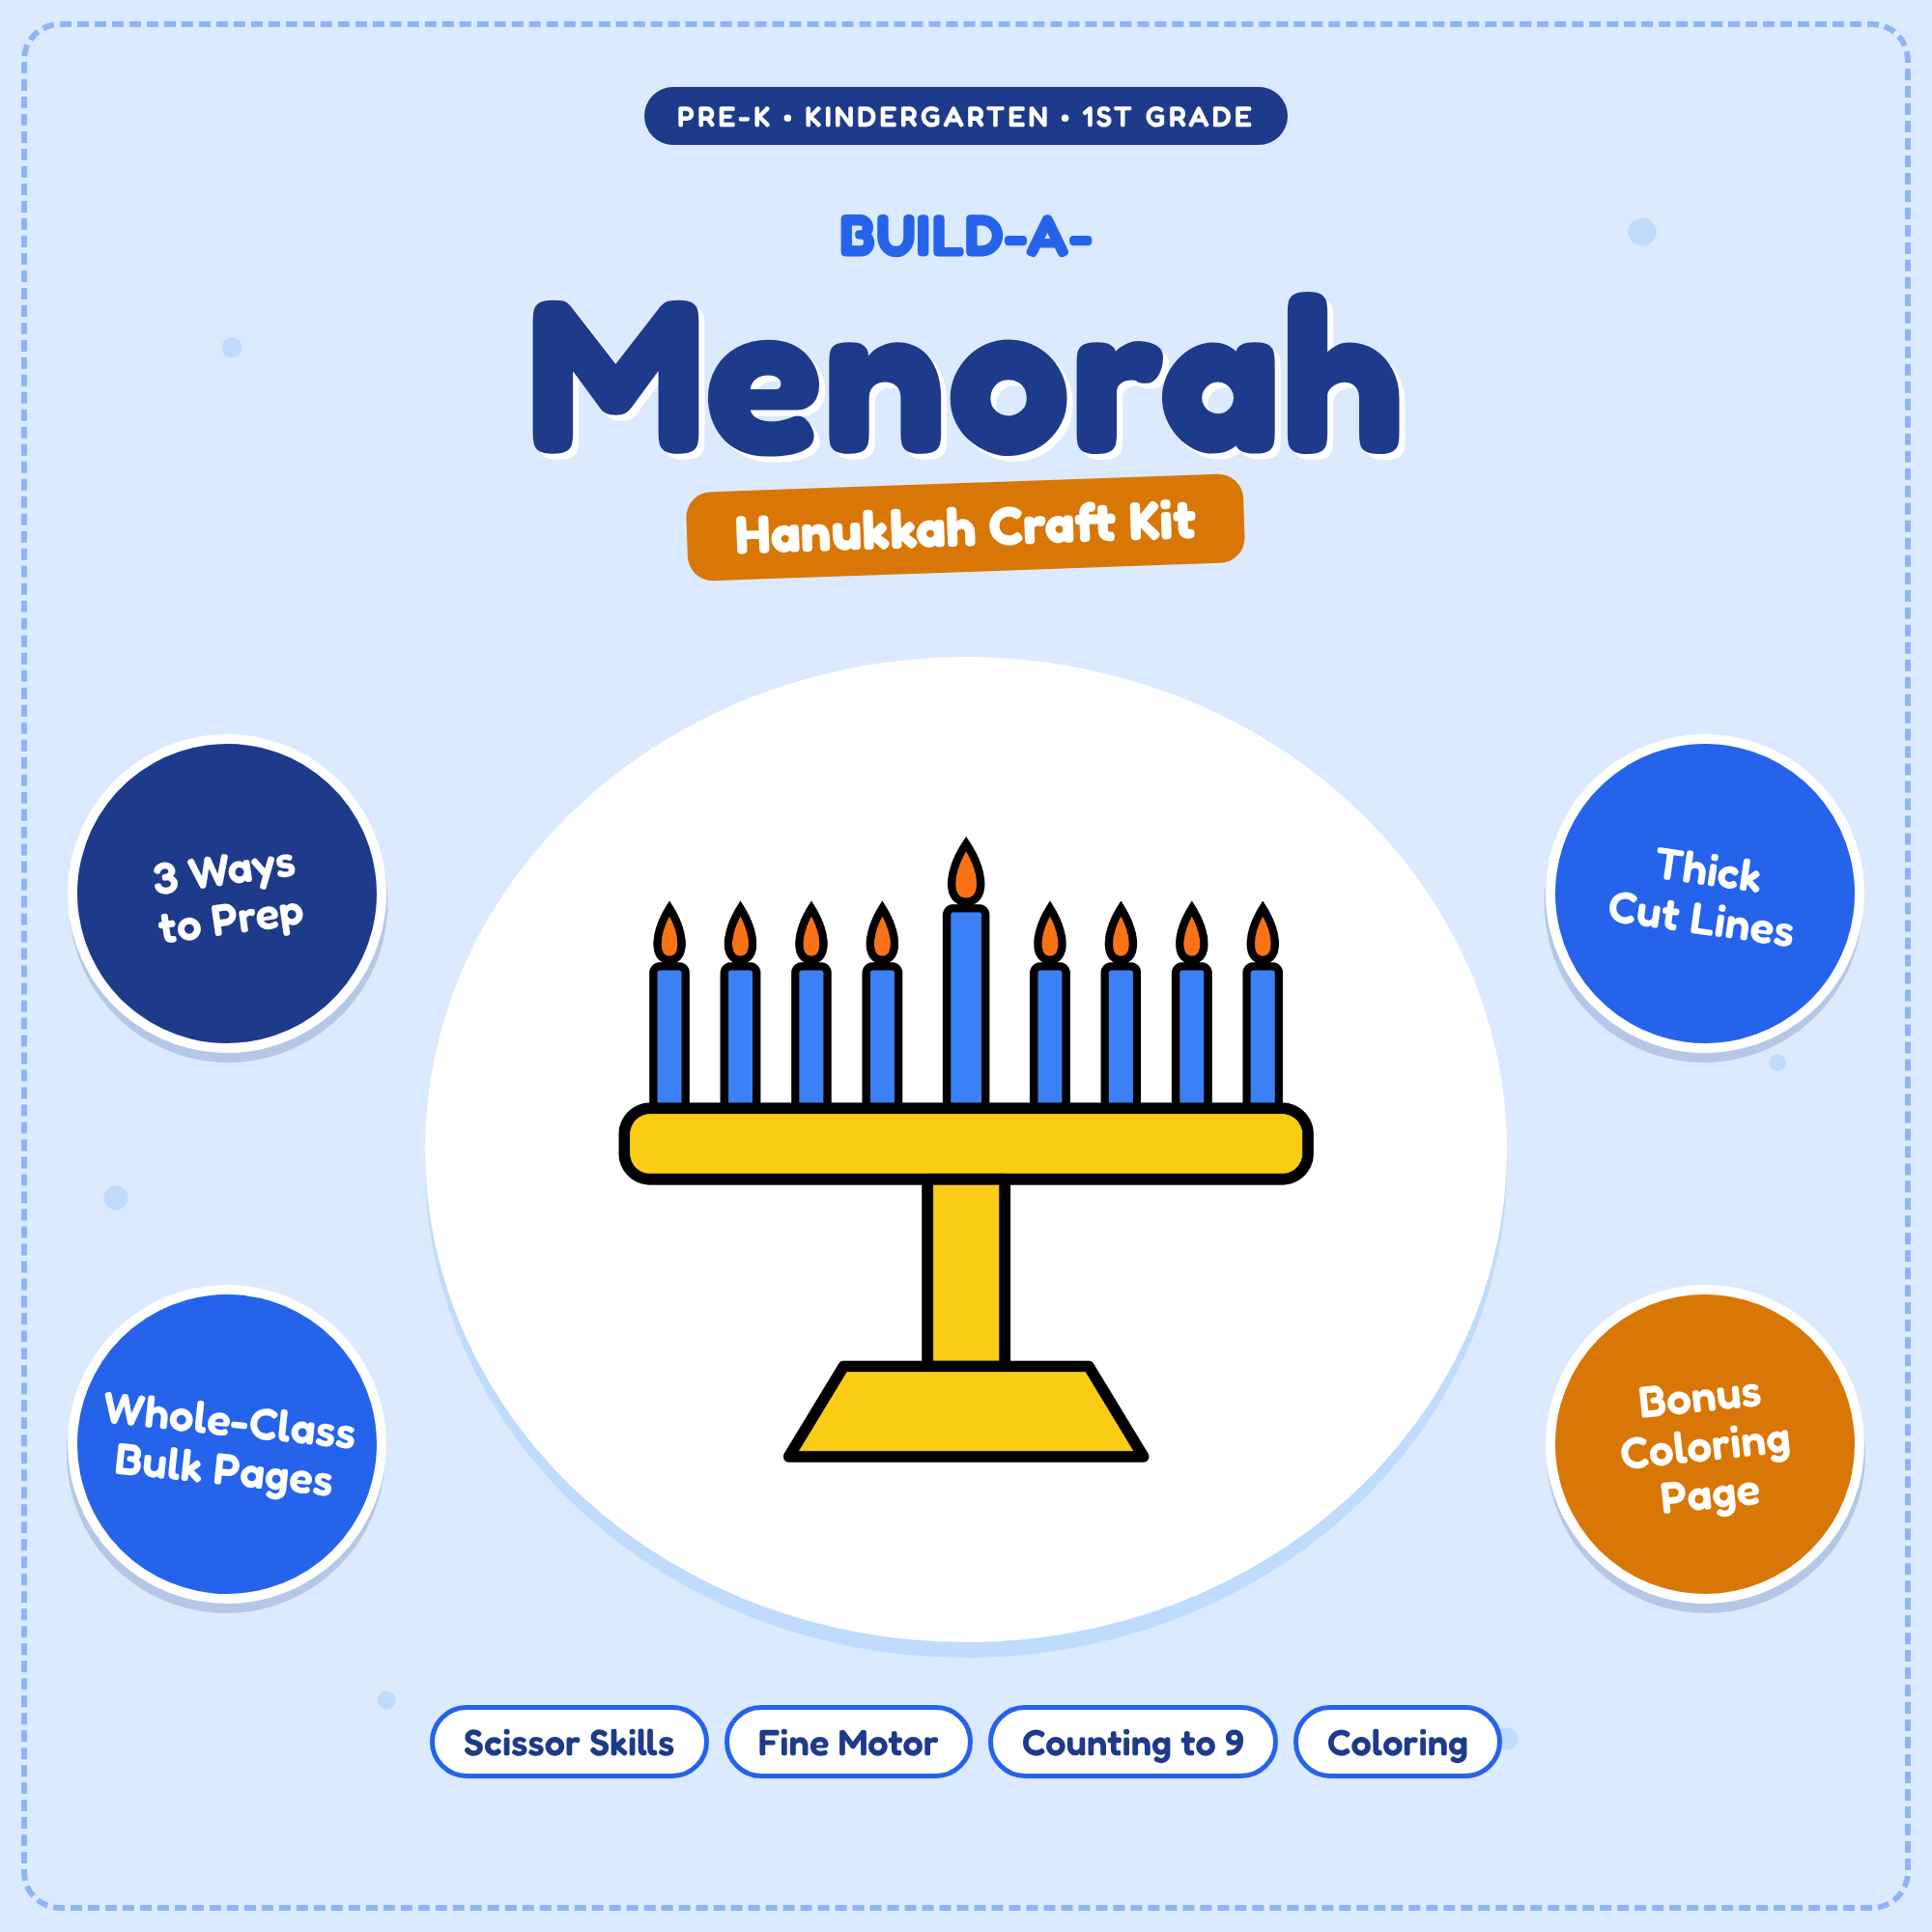 PRE-K • KINDERGARTEN • 1ST GRADE
BUILD-A-
Menorah
Hanukkah Craft Kit
3 Ways
to Prep
Thick
Cut Lines
Whole-Class
Bulk Pages
Bonus
Coloring
Page
Scissor Skills
Fine Motor
Counting to 9
Coloring